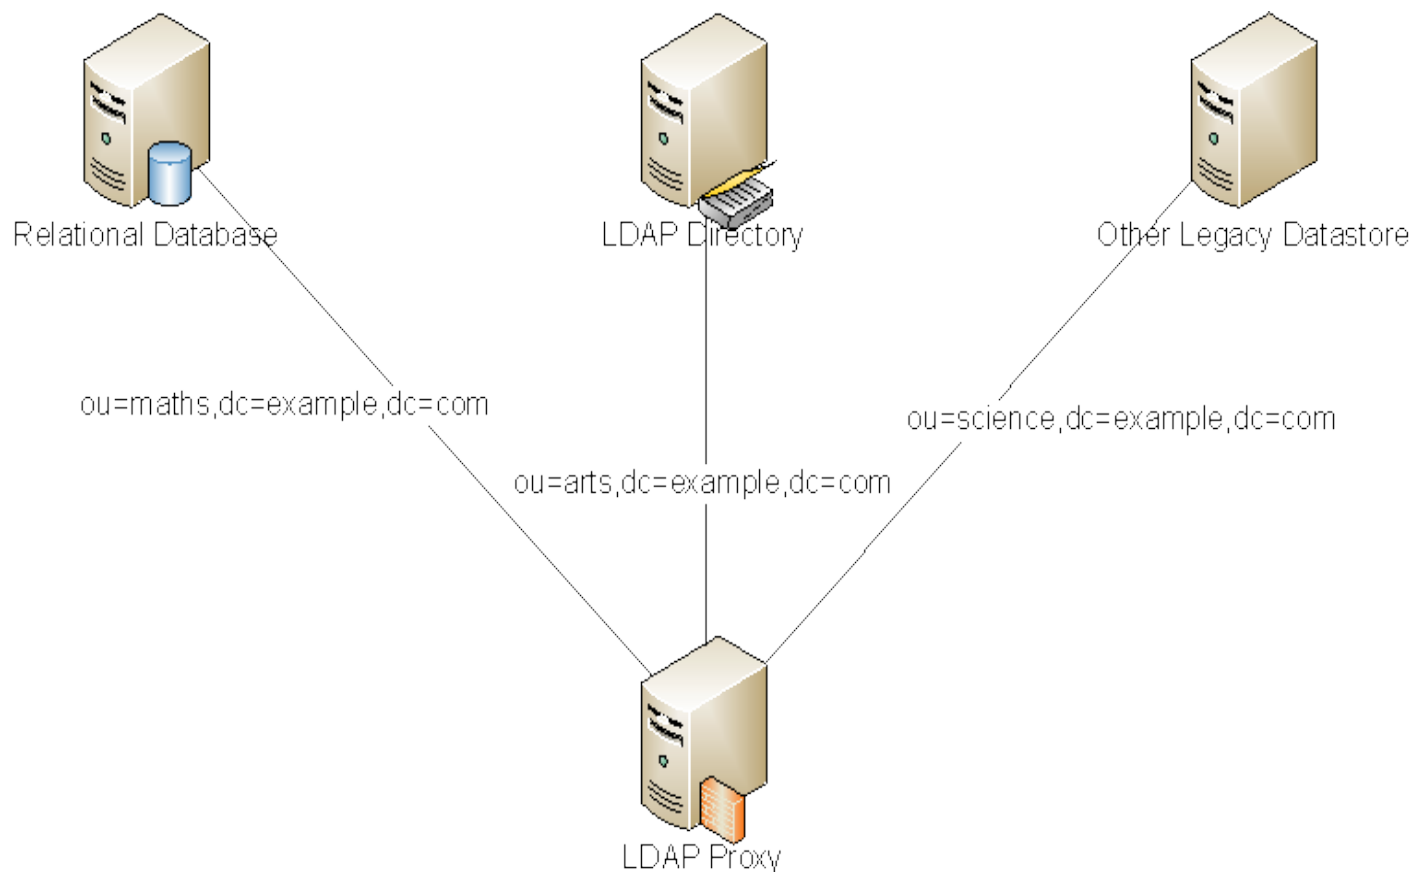 Relational Database
LDAP Directory
Other Legacy Datastore
ou=maths,dc=example,dc=com
ou=science,dc=example,dc=com
ou=arts,dc=example,dc=com
LDAP Proxy